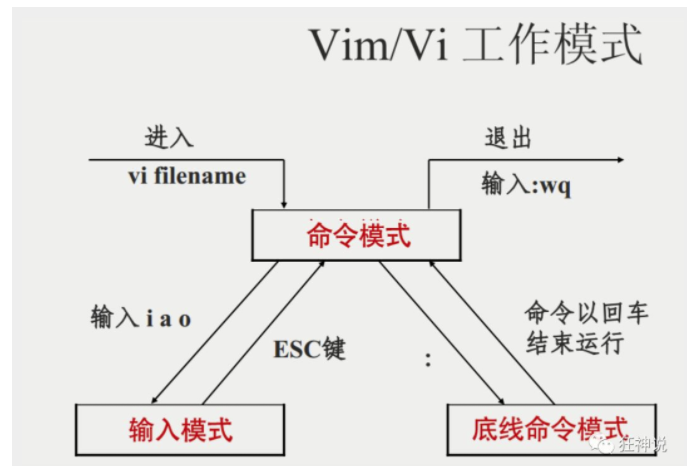 Vim/Vi 工作模式
进入
vi filename
退出
输入:wq
命令模式
输入 i a o
ESC键
:
命令以回车
结束运行
输入模式
底线命令模式
狂神说